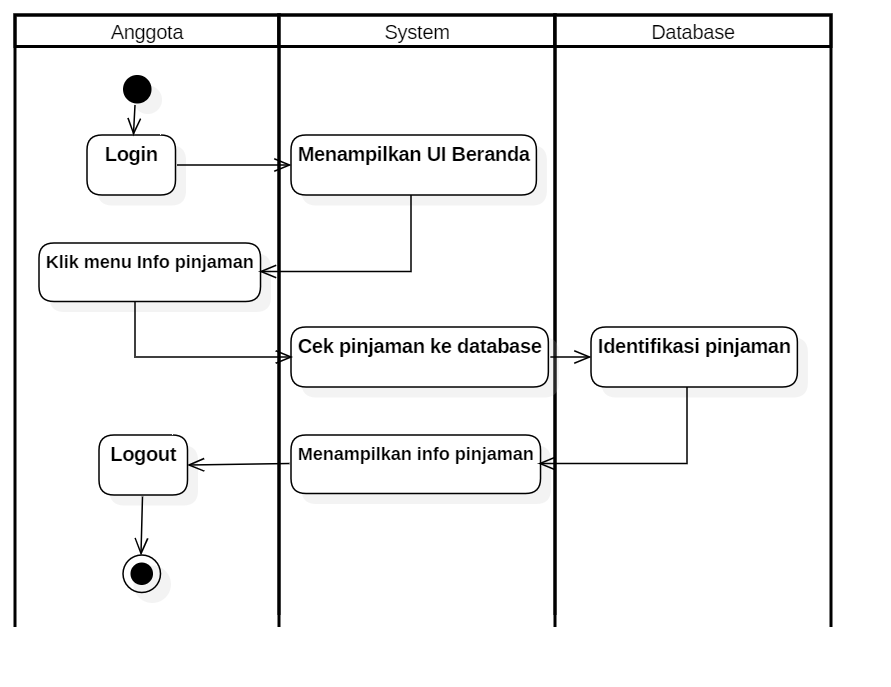 Anggota
System
Database
Login
Menampilkan UI Beranda
Klik menu Info pinjaman
Cek pinjaman ke database
Identifikasi pinjaman
Logout
Menampilkan info pinjaman